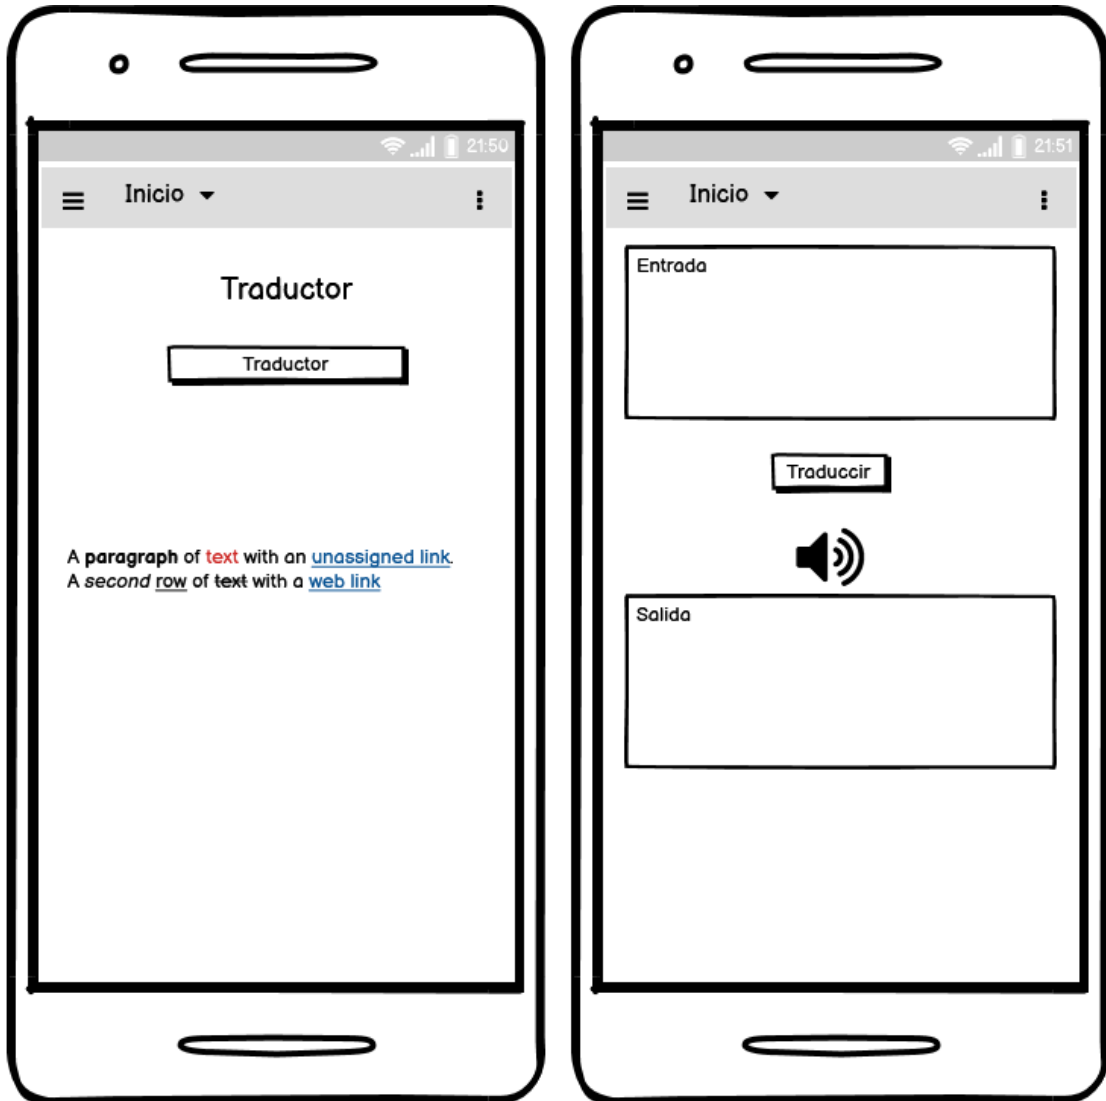 21:50
Inicio
Traductor
Traductor
A paragraph of text with an unassigned link.
A second row of text with a web link
21:51
Inicio
Entrada
Traduccir
Salida